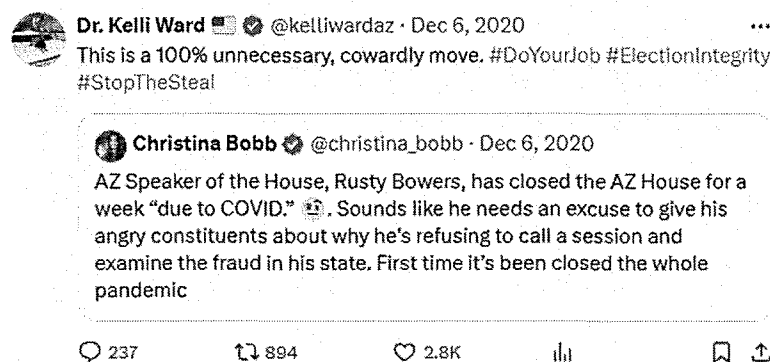 Dr. Kelli Ward @kelliwardaz · Dec 6, 2020
This is a 100% unnecessary, cowardly move. #DoYourJob #ElectionIntegrity
#StopTheSteal
Christina Bobb @christina_bobb · Dec 6, 2020
AZ Speaker of the House, Rusty Bowers, has closed the AZ House for a
week “due to COVID.” 🤨. Sounds like he needs an excuse to give his
angry constituents about why he's refusing to call a session and
examine the fraud in his state. First time it’s been closed the whole
pandemic
237 894 2.8K